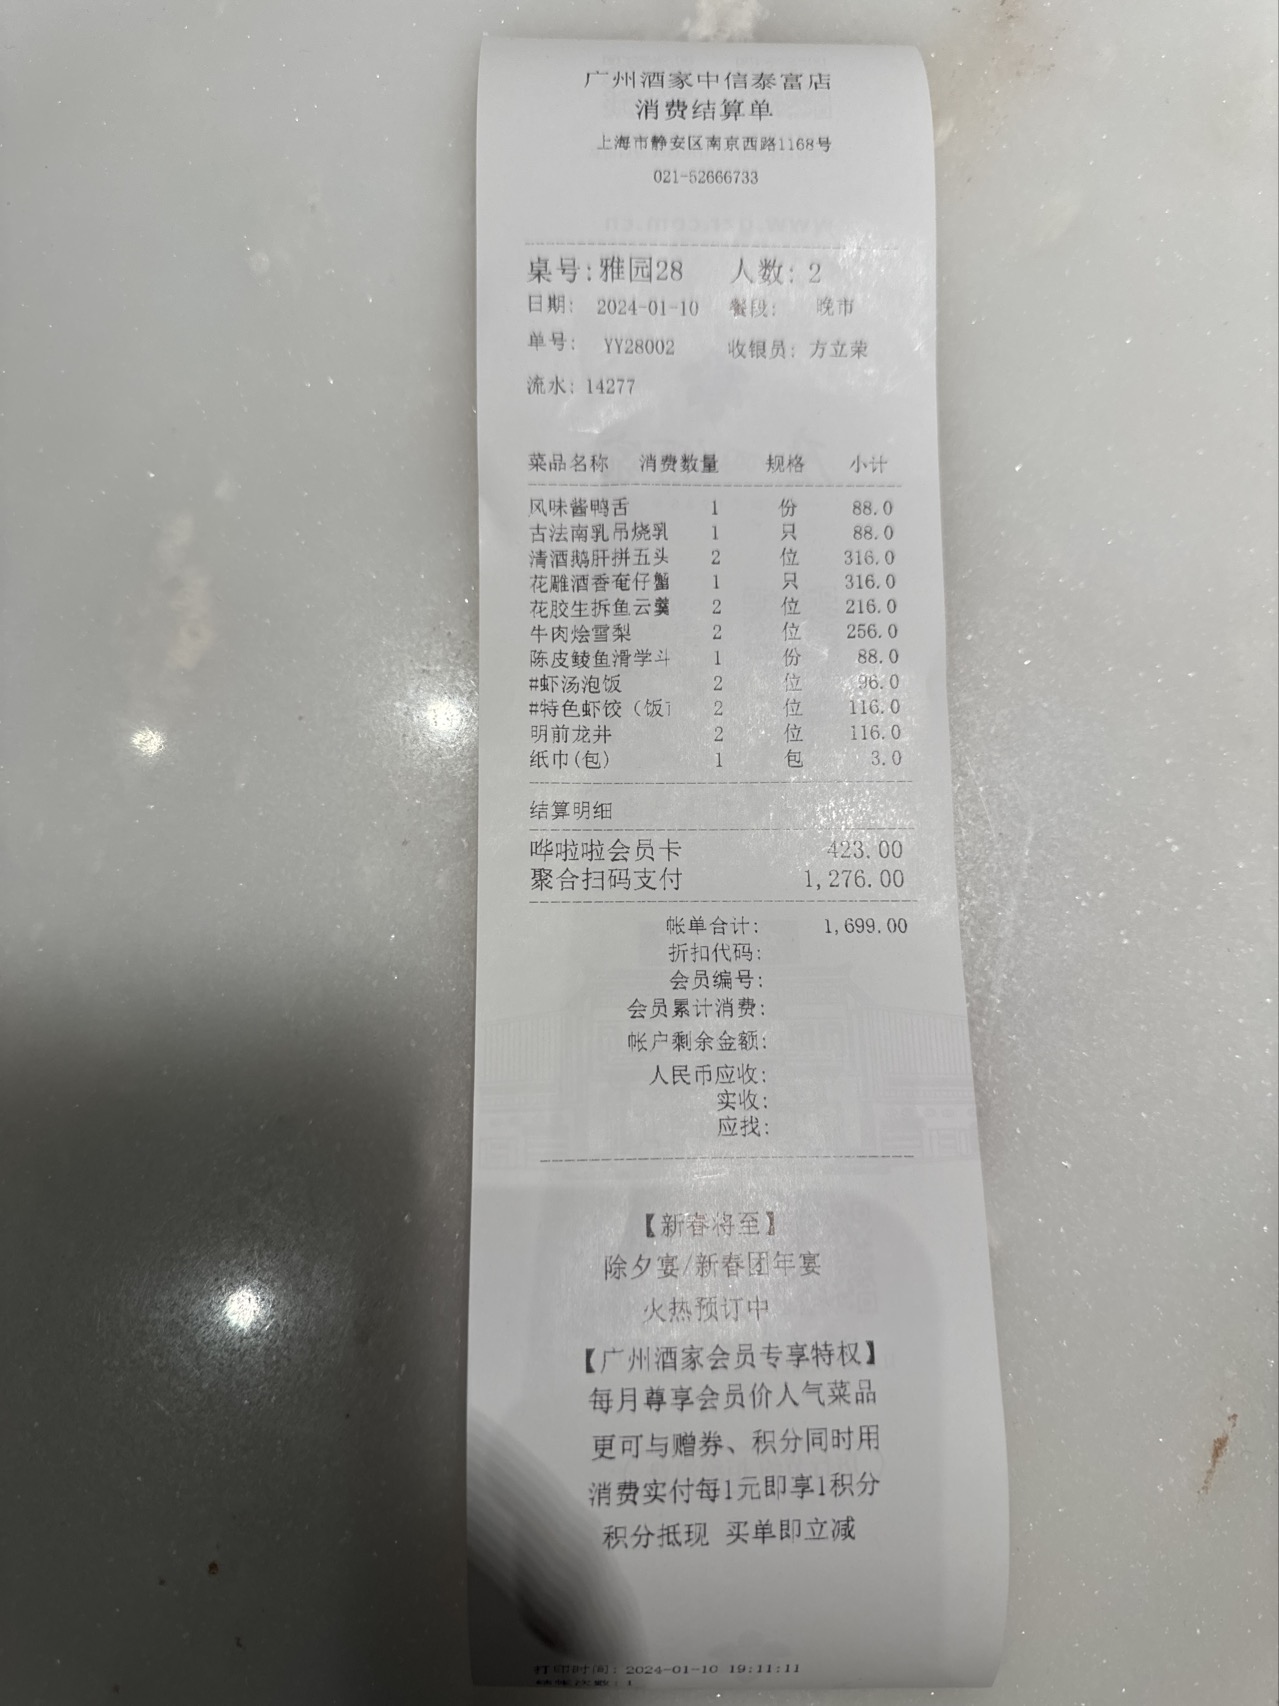 广州酒家中信泰富店
消费结算单
上海市静安区南京西路1168号
021-52666733
桌号:雅园28 人数: 2
日期: 2024-01-10 餐段: 晚市
单号: YY28002 收银员: 方立荣
流水: 14277
菜品名称 消费数量 规格 小计
风味酱鸭舌 1 份 88.0
古法南乳吊烧乳 1 只 88.0
清酒鹅肝拼五头 2 位 316.0
花雕酒香奄仔蟹 1 只 316.0
花胶生拆鱼云羹 2 位 216.0
牛肉烩雪梨 2 位 256.0
陈皮鲮鱼滑学斗 1 份 88.0
#虾汤泡饭 2 位 96.0
#特色虾饺（饭 2 位 116.0
明前龙井 2 位 116.0
纸巾(包) 1 包 3.0
结算明细
哗啦啦会员卡 423.00
聚合扫码支付 1,276.00
帐单合计: 1,699.00
折扣代码:
会员编号:
会员累计消费:
帐户剩余金额:
人民币应收:
实收:
应找:
【新春将至】
除夕宴/新春团年宴
火热预订中
【广州酒家会员专享特权】
每月尊享会员价人气菜品
更可与赠券、积分同时用
消费实付每1元即享1积分
积分抵现 买单即立减
打印时间: 2024-01-10 19:11:11